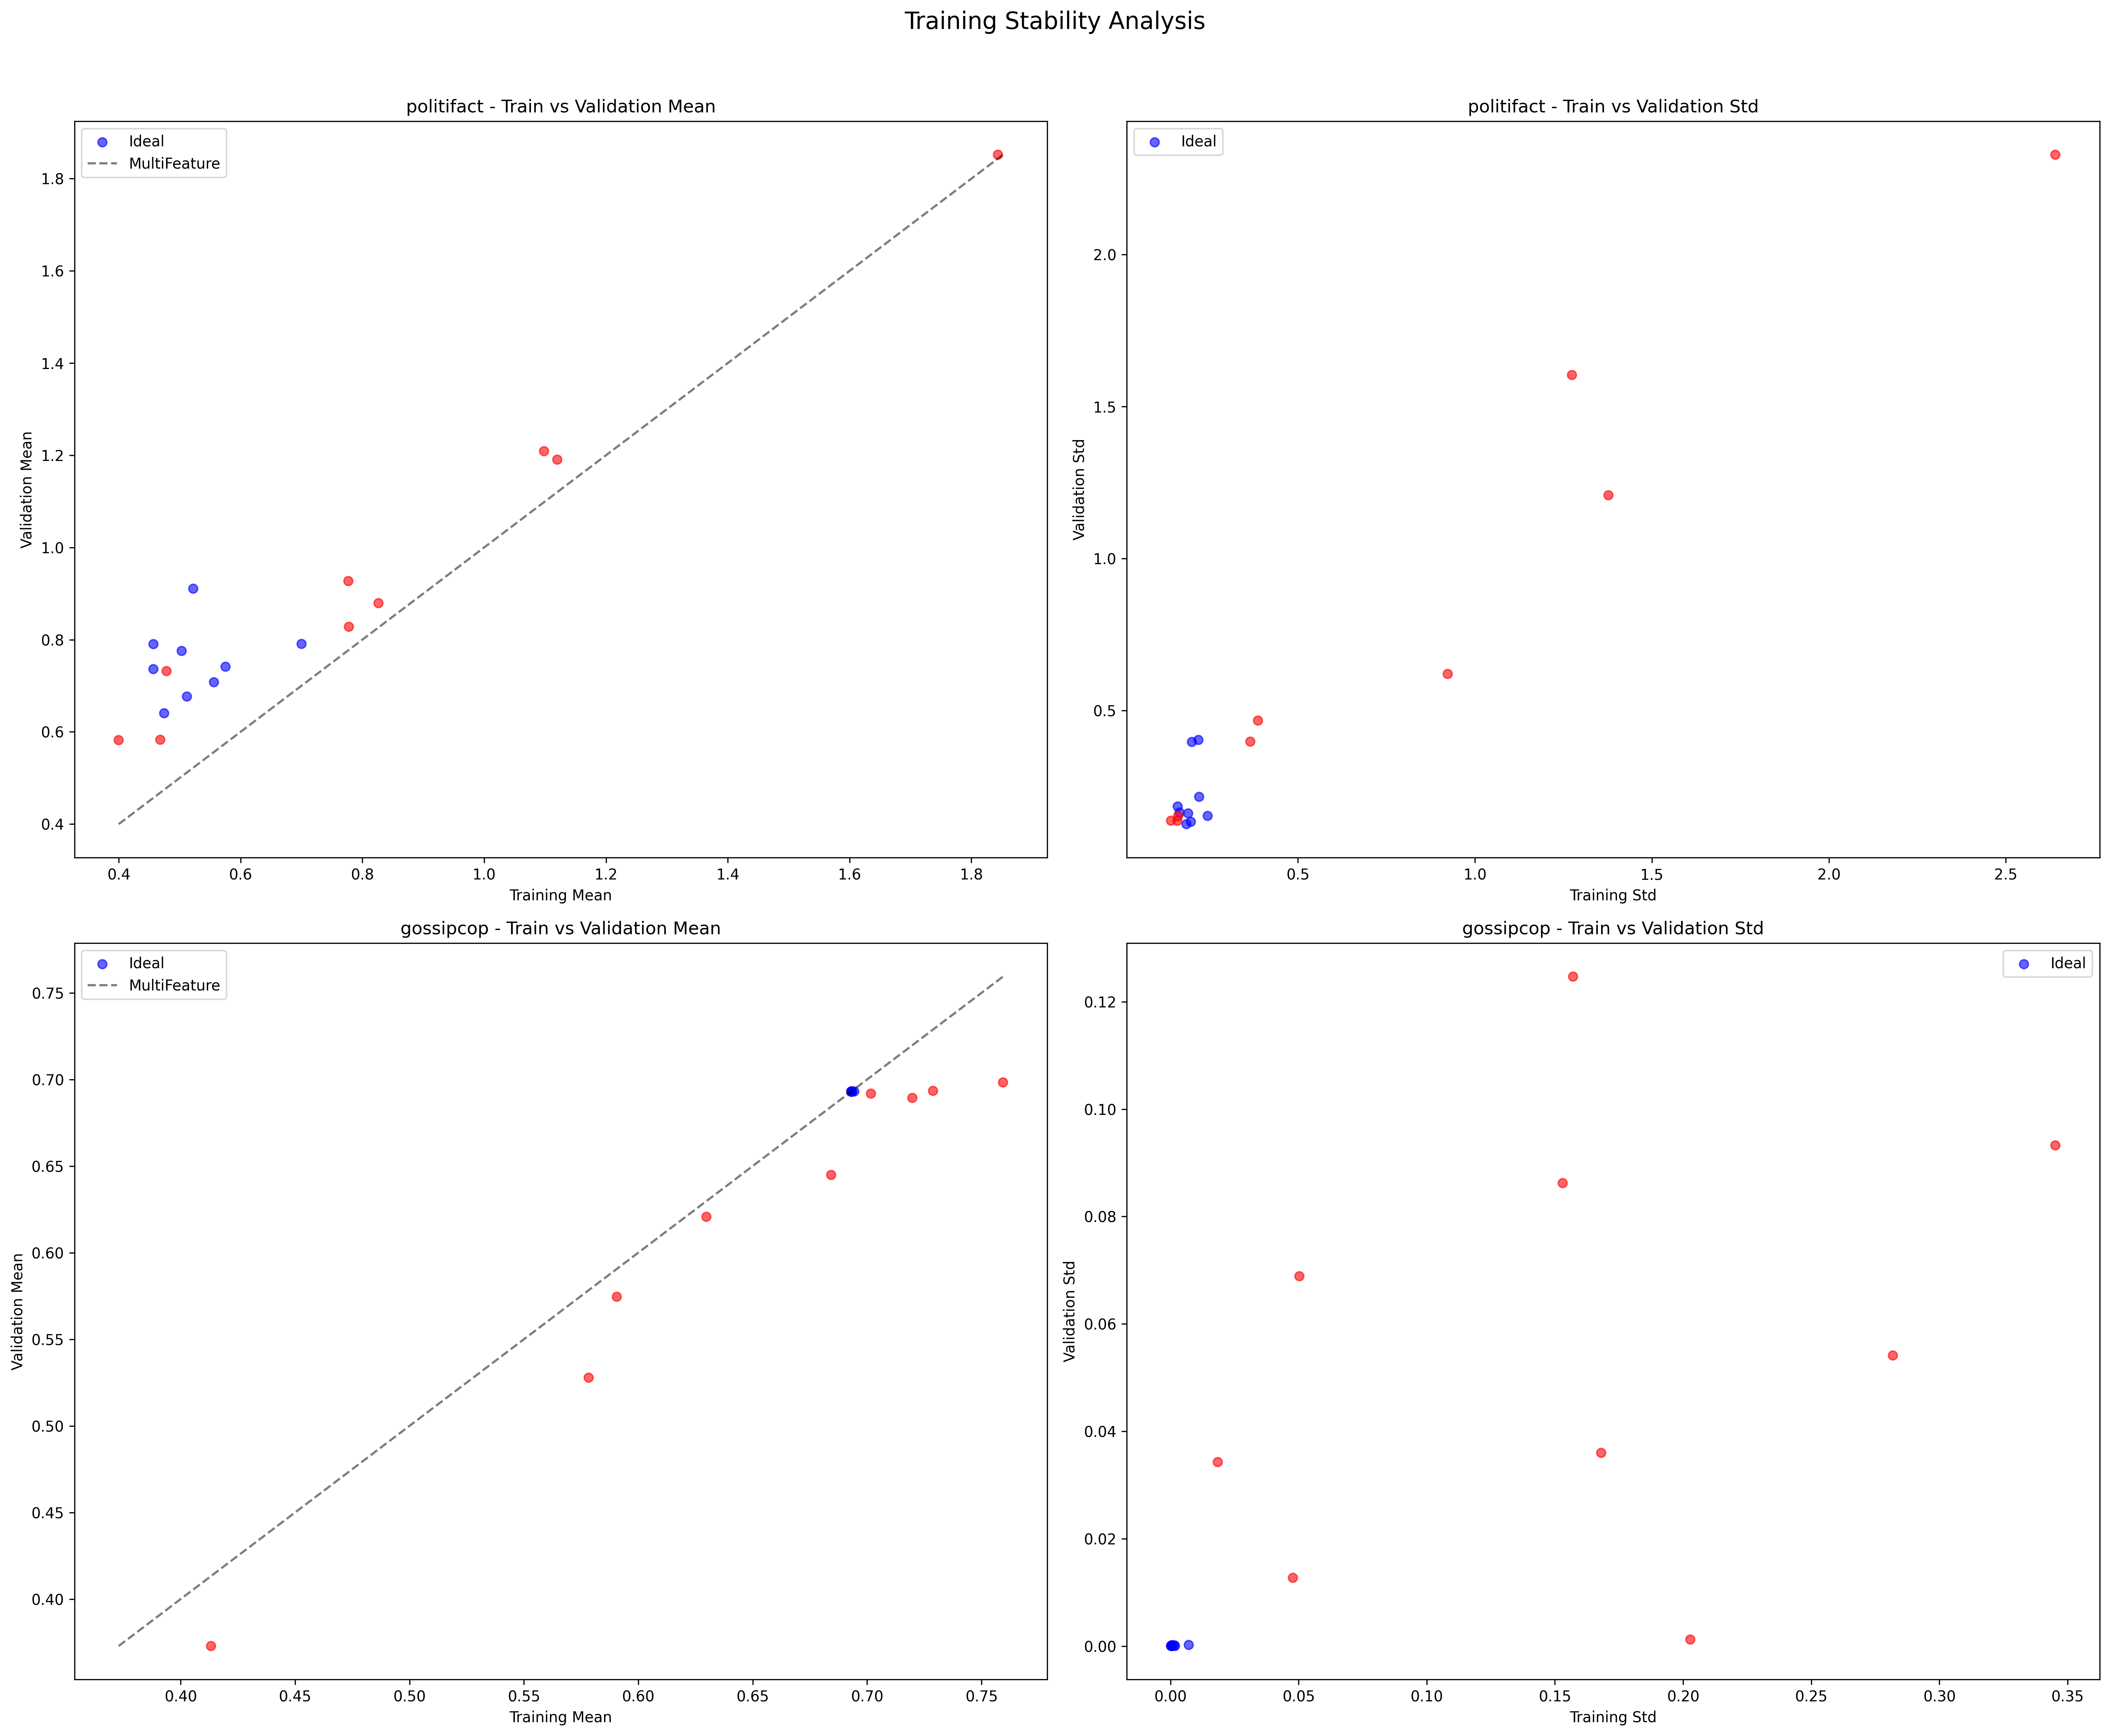 Training Stability Analysis
politifact - Train vs Validation Mean
Ideal
MultiFeature
1.8
1.6
1.4
1.2
1.0
0.8
0.6
0.4
Validation Mean
0.4 0.6 0.8 1.0 1.2 1.4 1.6 1.8
Training Mean
politifact - Train vs Validation Std
Ideal
2.0
1.5
1.0
0.5
Validation Std
0.5 1.0 1.5 2.0 2.5
Training Std
gossipcop - Train vs Validation Mean
Ideal
MultiFeature
0.75
0.70
0.65
0.60
0.55
0.50
0.45
0.40
Validation Mean
0.40 0.45 0.50 0.55 0.60 0.65 0.70 0.75
Training Mean
gossipcop - Train vs Validation Std
Ideal
0.12
0.10
0.08
0.06
0.04
0.02
0.00
Validation Std
0.00 0.05 0.10 0.15 0.20 0.25 0.30 0.35
Training Std